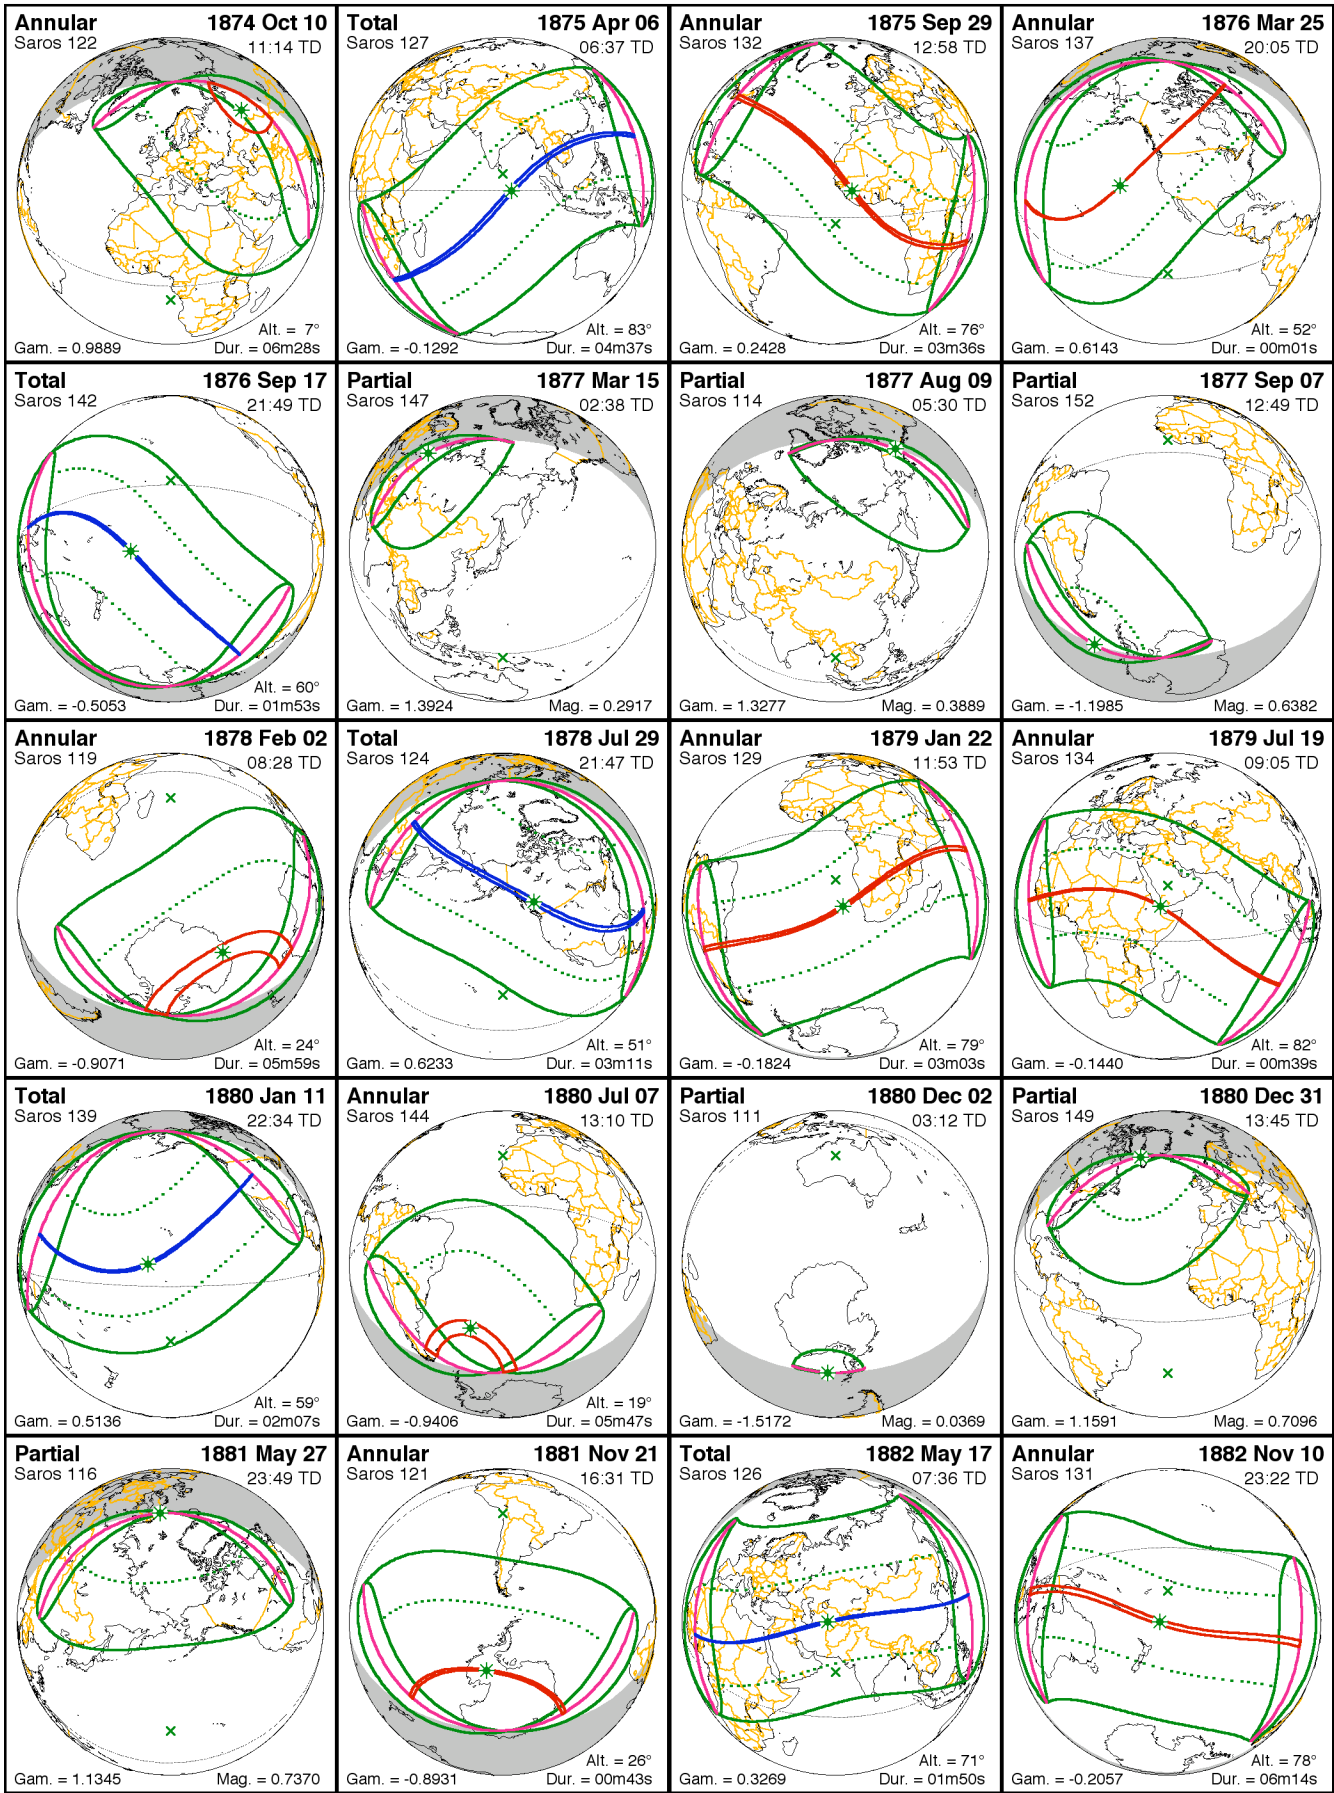 Annular 1874 Oct 10
Saros 122 11:14 TD
Alt. = 7°
Gam. = 0.9889 Dur. = 06m28s
Total 1875 Apr 06
Saros 127 06:37 TD
Alt. = 83°
Gam. = -0.1292 Dur. = 04m37s
Annular 1875 Sep 29
Saros 132 12:58 TD
Alt. = 76°
Gam. = 0.2428 Dur. = 03m36s
Annular 1876 Mar 25
Saros 137 20:05 TD
Alt. = 52°
Gam. = 0.6143 Dur. = 00m01s
Total 1876 Sep 17
Saros 142 21:49 TD
Alt. = 60°
Gam. = -0.5053 Dur. = 01m53s
Partial 1877 Mar 15
Saros 147 02:38 TD
Gam. = 1.3924 Mag. = 0.2917
Partial 1877 Aug 09
Saros 114 05:30 TD
Gam. = 1.3277 Mag. = 0.3889
Partial 1877 Sep 07
Saros 152 12:49 TD
Gam. = -1.1985 Mag. = 0.6382
Annular 1878 Feb 02
Saros 119 08:28 TD
Alt. = 24°
Gam. = -0.9071 Dur. = 05m59s
Total 1878 Jul 29
Saros 124 21:47 TD
Alt. = 51°
Gam. = 0.6233 Dur. = 03m11s
Annular 1879 Jan 22
Saros 129 11:53 TD
Alt. = 79°
Gam. = -0.1824 Dur. = 03m03s
Annular 1879 Jul 19
Saros 134 09:05 TD
Alt. = 82°
Gam. = -0.1440 Dur. = 00m39s
Total 1880 Jan 11
Saros 139 22:34 TD
Alt. = 59°
Gam. = 0.5136 Dur. = 02m07s
Annular 1880 Jul 07
Saros 144 13:10 TD
Alt. = 19°
Gam. = -0.9406 Dur. = 05m47s
Partial 1880 Dec 02
Saros 111 03:12 TD
Gam. = -1.5172 Mag. = 0.0369
Partial 1880 Dec 31
Saros 149 13:45 TD
Gam. = 1.1591 Mag. = 0.7096
Partial 1881 May 27
Saros 116 23:49 TD
Gam. = 1.1345 Mag. = 0.7370
Annular 1881 Nov 21
Saros 121 16:31 TD
Alt. = 26°
Gam. = -0.8931 Dur. = 00m43s
Total 1882 May 17
Saros 126 07:36 TD
Alt. = 71°
Gam. = 0.3269 Dur. = 01m50s
Annular 1882 Nov 10
Saros 131 23:22 TD
Alt. = 78°
Gam. = -0.2057 Dur. = 06m14s